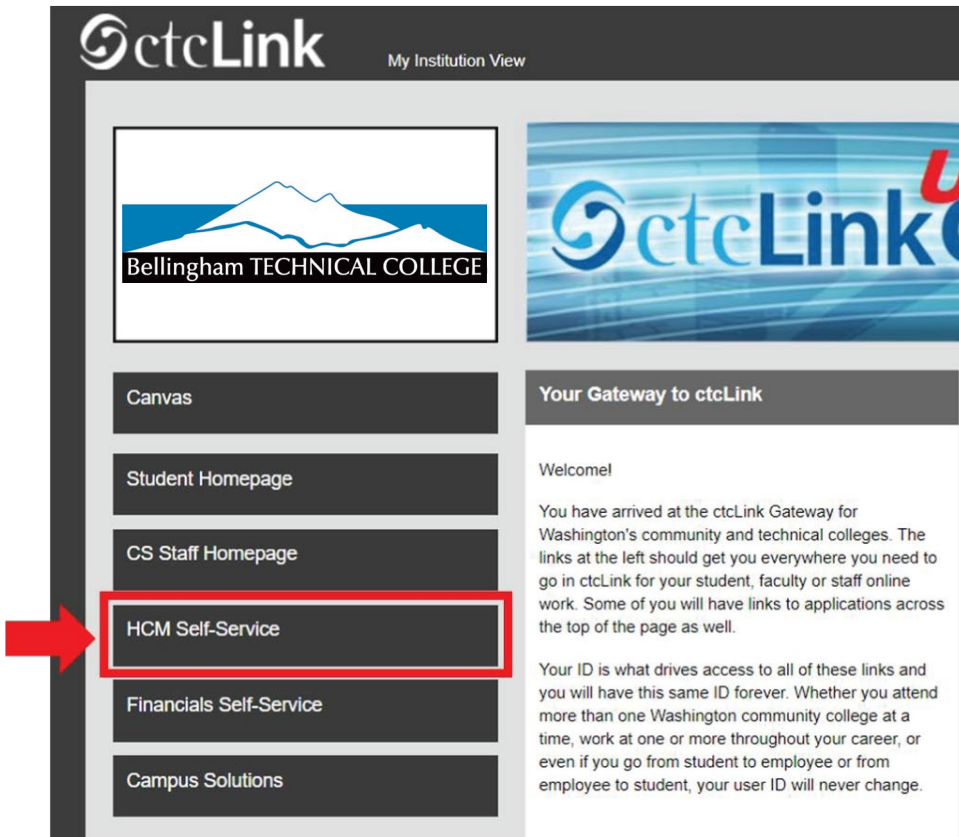 ctcLink
My Institution View
Bellingham TECHNICAL COLLEGE
ctcLink
Canvas
Student Homepage
CS Staff Homepage
HCM Self-Service
Financials Self-Service
Campus Solutions
Your Gateway to ctcLink
Welcome!
You have arrived at the ctcLink Gateway for
Washington's community and technical colleges. The
links at the left should get you everywhere you need to
go in ctcLink for your student, faculty or staff online
work. Some of you will have links to applications across
the top of the page as well.
Your ID is what drives access to all of these links and
you will have this same ID forever. Whether you attend
more than one Washington community college at a
time, work at one or more throughout your career, or
even if you go from student to employee or from
employee to student, your user ID will never change.